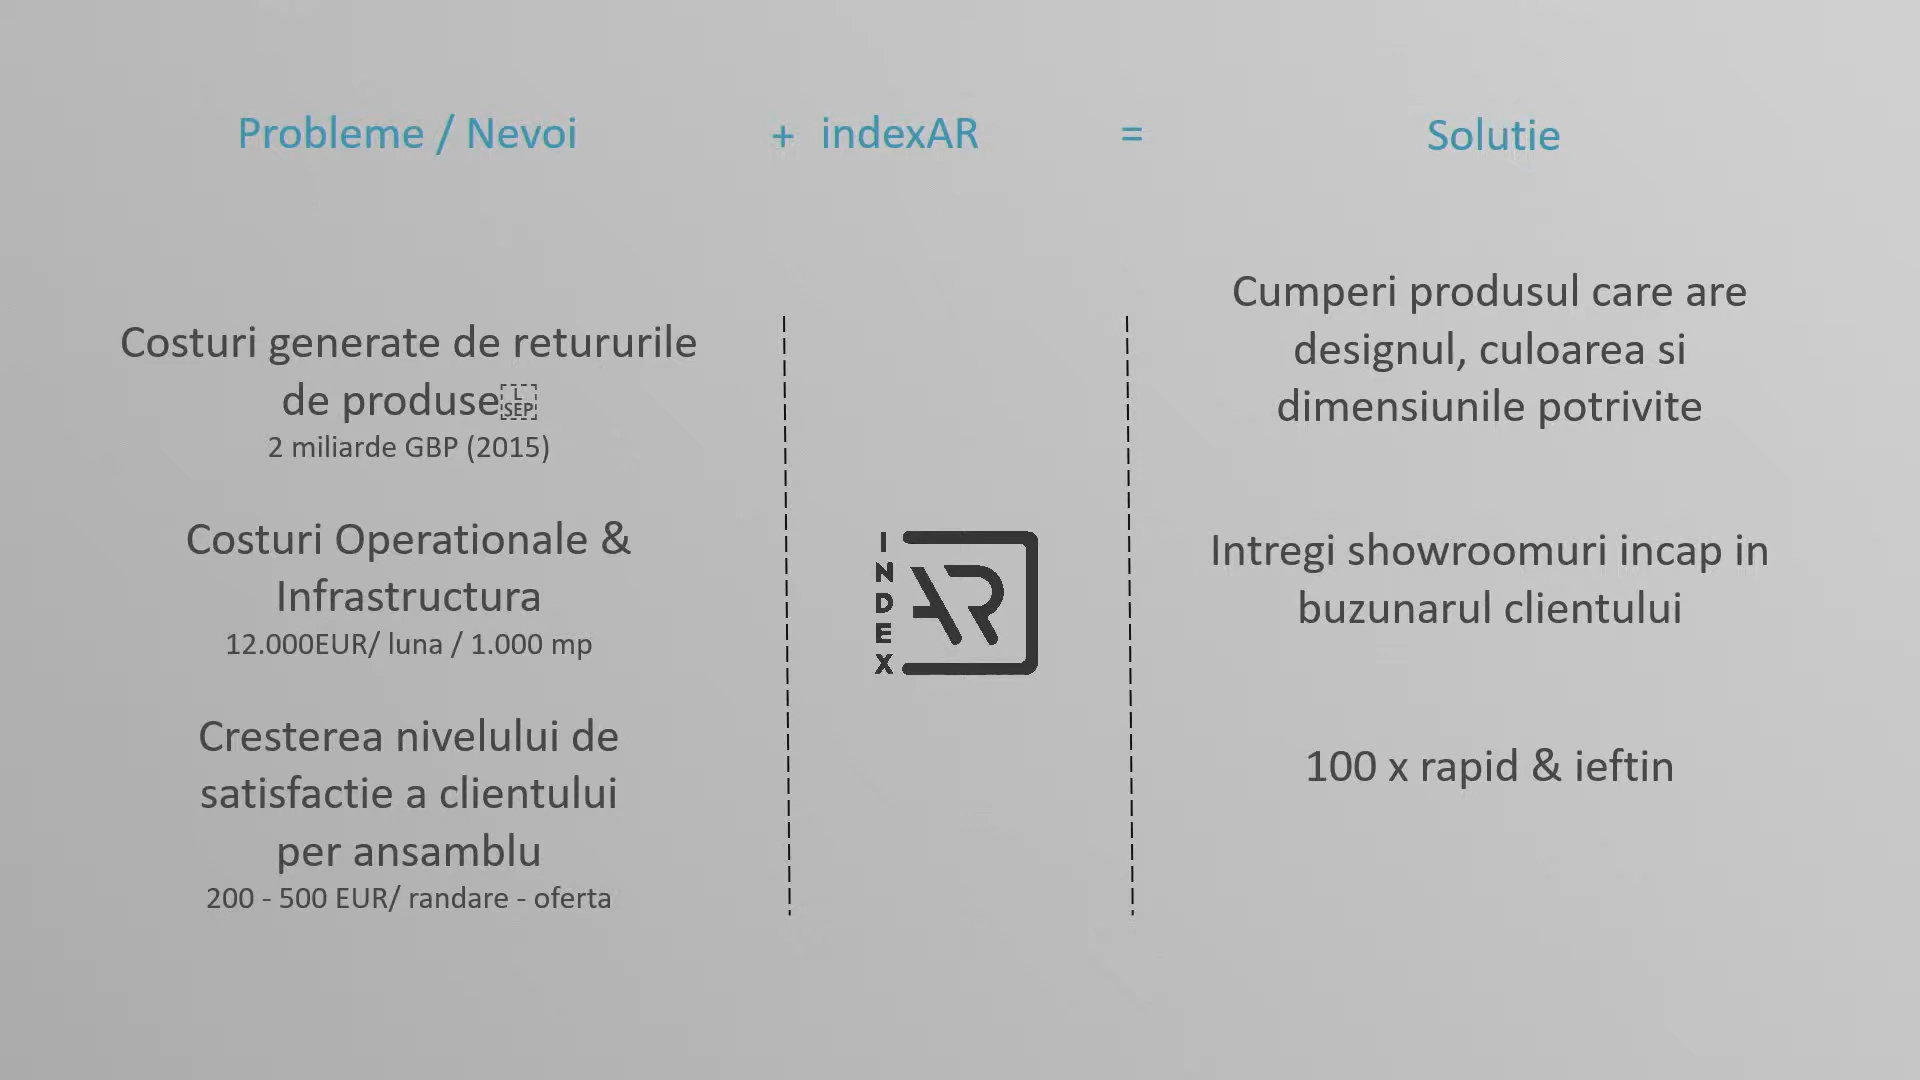 Probleme / Nevoi + indexAR = Solutie
Costuri generate de retururile
de produse
2 miliarde GBP (2015)
Costuri Operationale &
Infrastructura
12.000EUR/ luna / 1.000 mp
Cresterea nivelului de
satisfactie a clientului
per ansamblu
200 - 500 EUR/ randare - oferta
INDEX
AR
Cumperi produsul care are
designul, culoarea si
dimensiunile potrivite
Intregi showroomuri incap in
buzunarul clientului
100 x rapid & ieftin